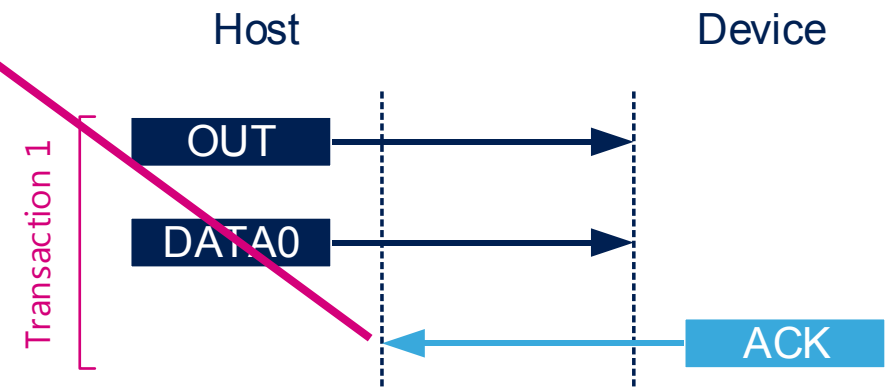 Host
Device
Transaction 1
OUT
DATA0
ACK